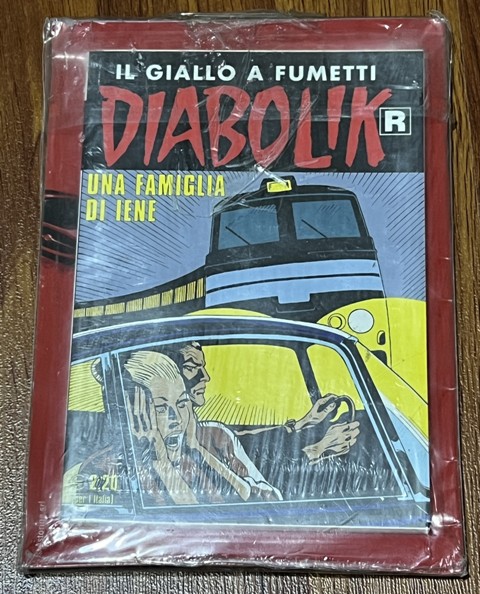 IL GIALLO A FUMETTI
DIABOLIK R
UNA FAMIGLIA
DI IENE
2.20